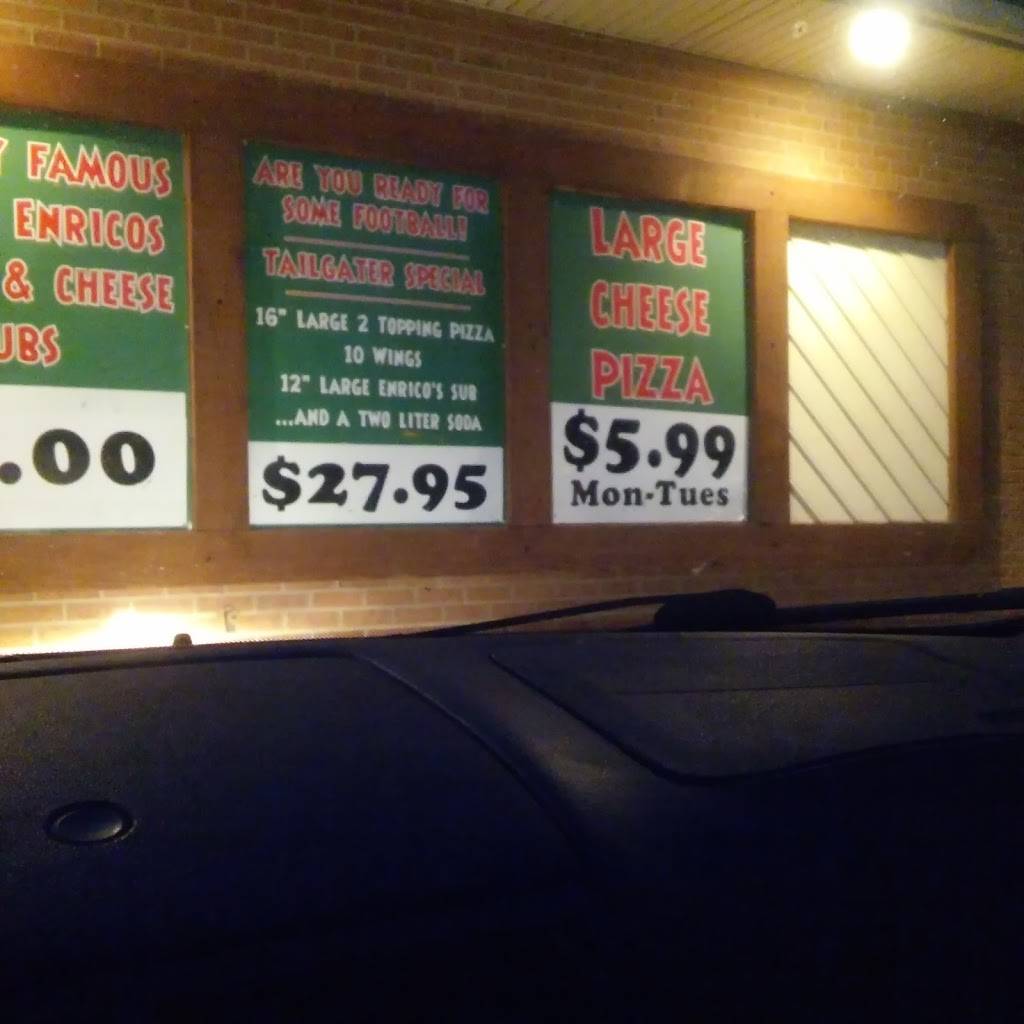 FAMOUS
ENRICOS
& CHEESE
UBS
.00
ARE YOU READY FOR
SOME FOOTBALL!
TAILGATER SPECIAL
16" LARGE 2 TOPPING PIZZA
10 WINGS
12" LARGE ENRICO'S SUB
...AND A TWO LITER SODA
$27.95
LARGE
CHEESE
PIZZA
$5.99
Mon-Tues